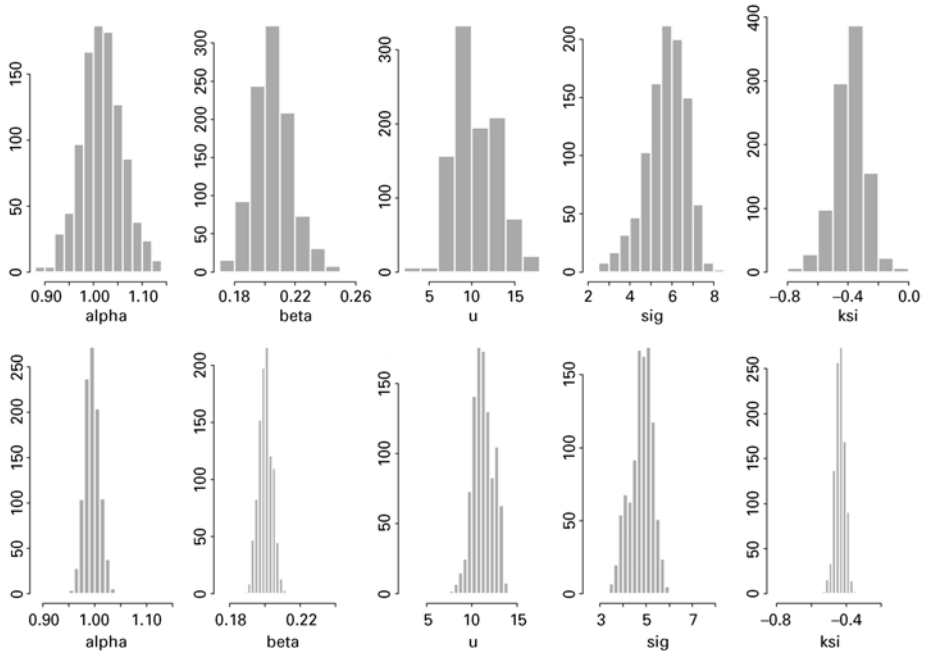 0 50 100 150
0.90 1.00 1.10
alpha
0 50 100 150 200 250 300
0.18 0.22 0.26
beta
0 100 200 300
5 10 15
u
0 50 100 150 200
2 4 6 8
sig
0 100 200 300 400
−0.8 −0.4 0.0
ksi
0 50 100 150 200 250
0.90 1.00 1.10
alpha
0 50 100 150 200
0.18 0.22
beta
0 50 100 150
5 10 15
u
0 50 100 150
3 5 7
sig
0 50 100 150 200 250
−0.8 −0.4
ksi